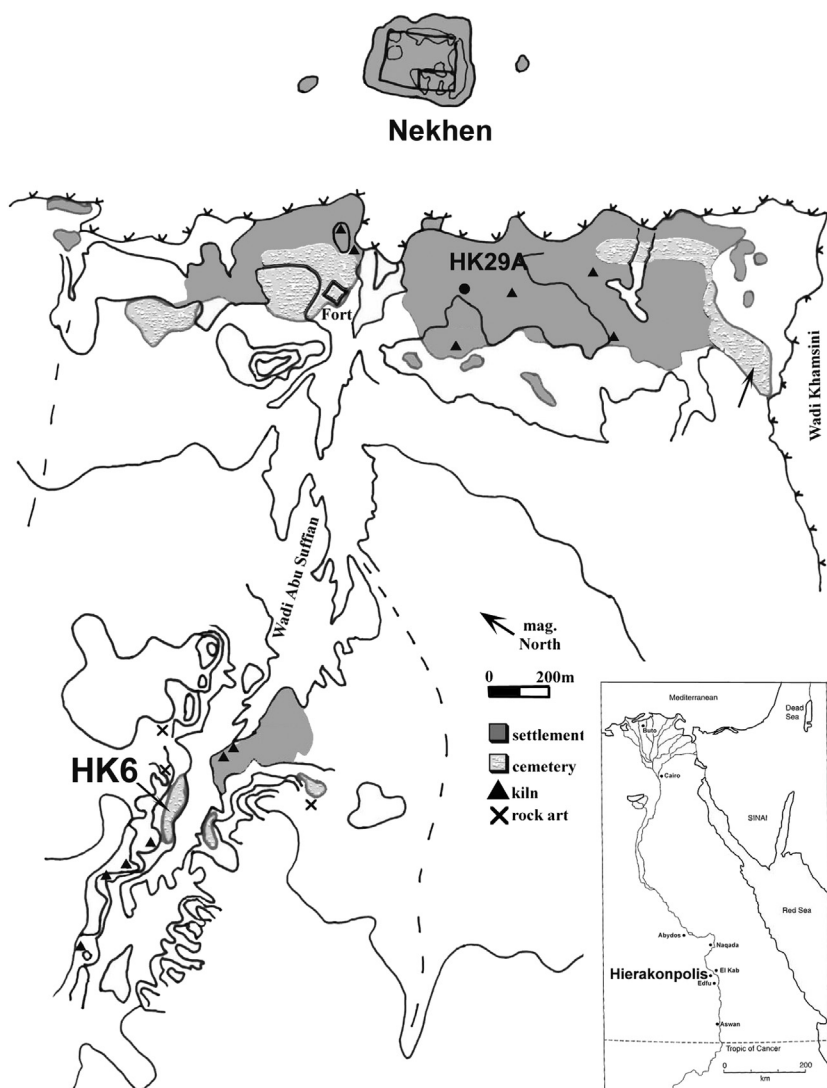 Nekhen
HK29A
Fort
Wadi Khamsini
Wadi Abu Suffian
mag.
North
0 200m
settlement
cemetery
kiln
rock art
HK6
Mediterranean
Dead
Sea
Buto
Cairo
SINAI
Red Sea
Abydos
Naqada
Hierakonpolis
El Kab
Edfu
Aswan
Tropic of Cancer
0 200
km